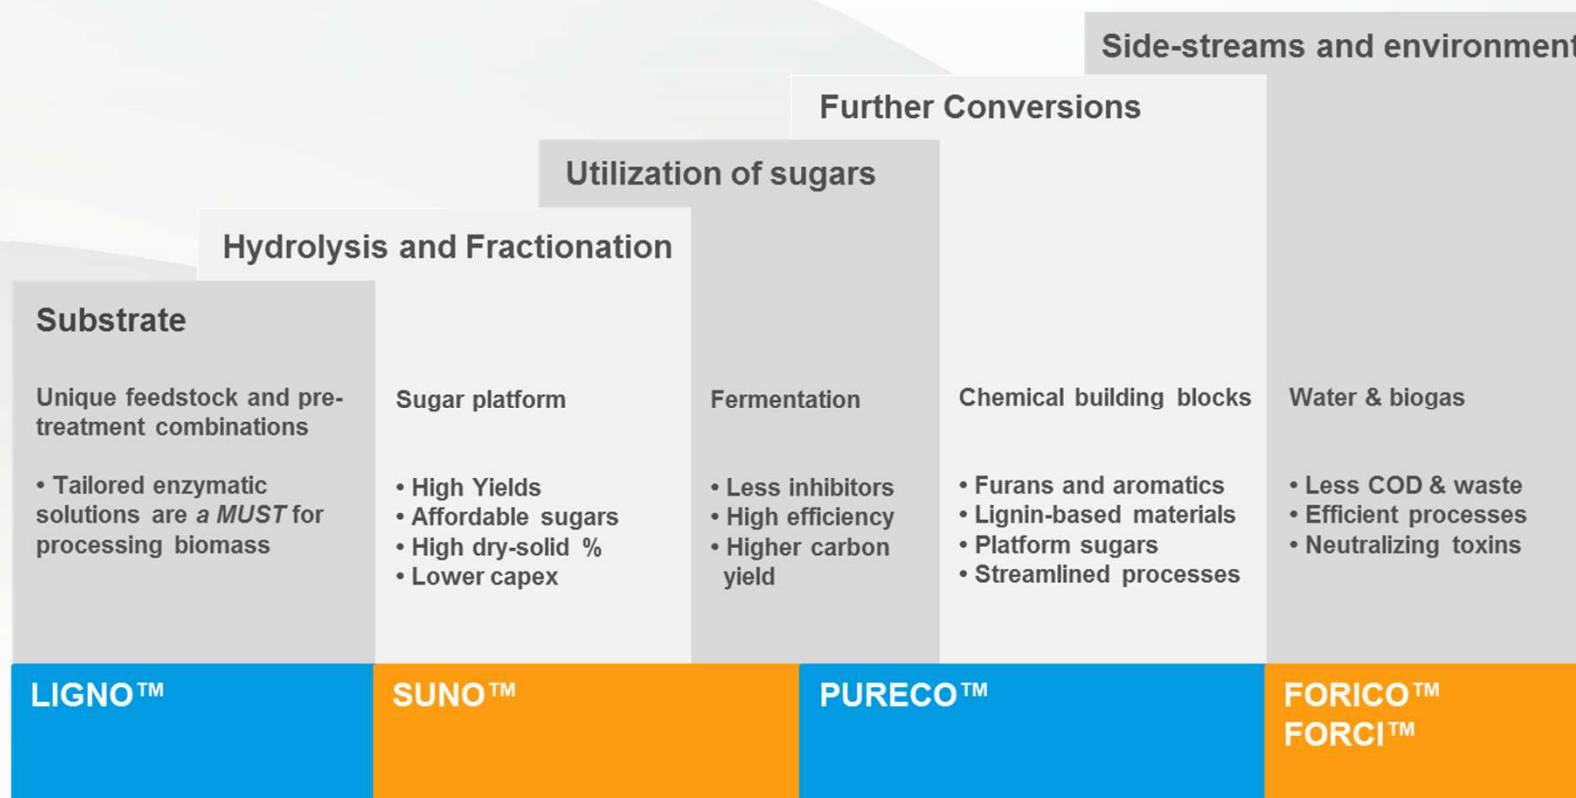 Side-streams and environment
Further Conversions
Utilization of sugars
Hydrolysis and Fractionation
Substrate
Unique feedstock and pre-
treatment combinations
• Tailored enzymatic
solutions are a MUST for
processing biomass
Sugar platform
• High Yields
• Affordable sugars
• High dry-solid %
• Lower capex
Fermentation
• Less inhibitors
• High efficiency
• Higher carbon
yield
Chemical building blocks
• Furans and aromatics
• Lignin-based materials
• Platform sugars
• Streamlined processes
Water & biogas
• Less COD & waste
• Efficient processes
• Neutralizing toxins
LIGNO™
SUNO™
PURECO™
FORICO™
FORCI™